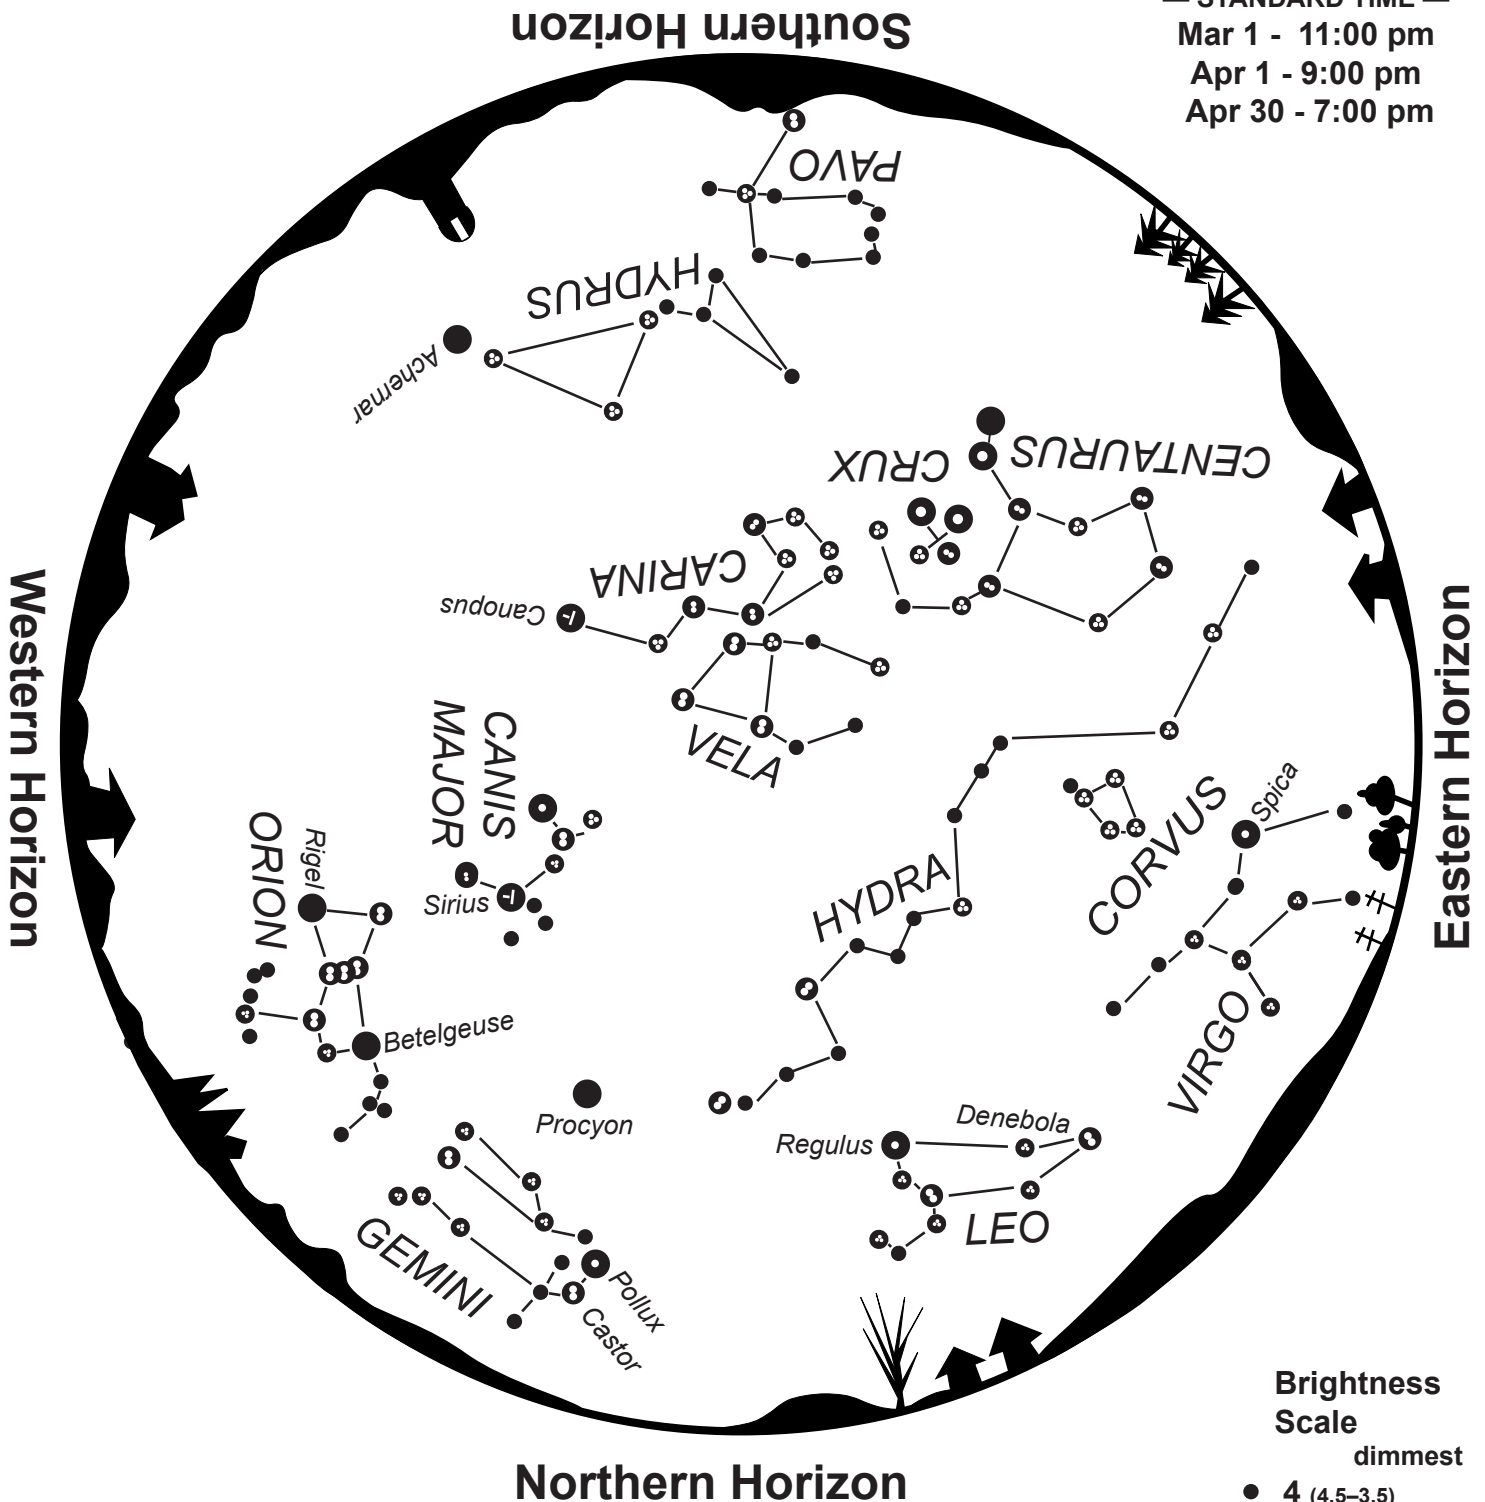 Southern Horizon
— STANDARD TIME —
Mar 1 - 11:00 pm
Apr 1 - 9:00 pm
Apr 30 - 7:00 pm
PAVO
HYDRUS
Achernar
CENTAURUS
CRUX
CARINA
Canopus
VELA
CANIS
MAJOR
Sirius
ORION
Rigel
Betelgeuse
Western Horizon
Eastern Horizon
Spica
CORVUS
HYDRA
VIRGO
Procyon
Denebola
Regulus
LEO
GEMINI
Pollux
Castor
Northern Horizon
Brightness
Scale
dimmest
4 (4.5–3.5)